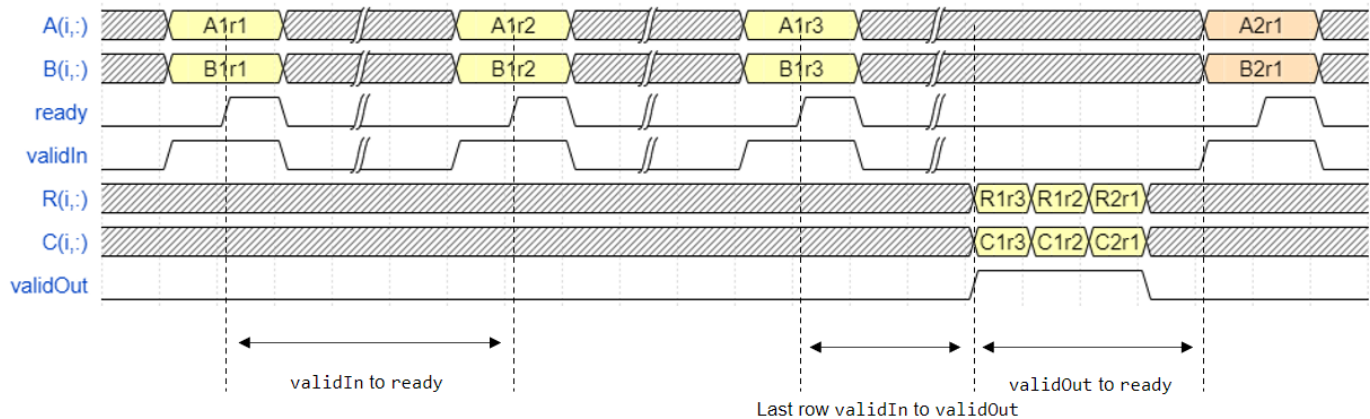 A(i,:) A1r1 A1r2 A1r3 A2r1
B(i,:) B1r1 B1r2 B1r3 B2r1
ready
validIn
R(i,:) R1r3 R1r2 R2r1
C(i,:) C1r3 C1r2 C2r1
validOut
validIn to ready
validOut to ready
Last row validIn to validOut